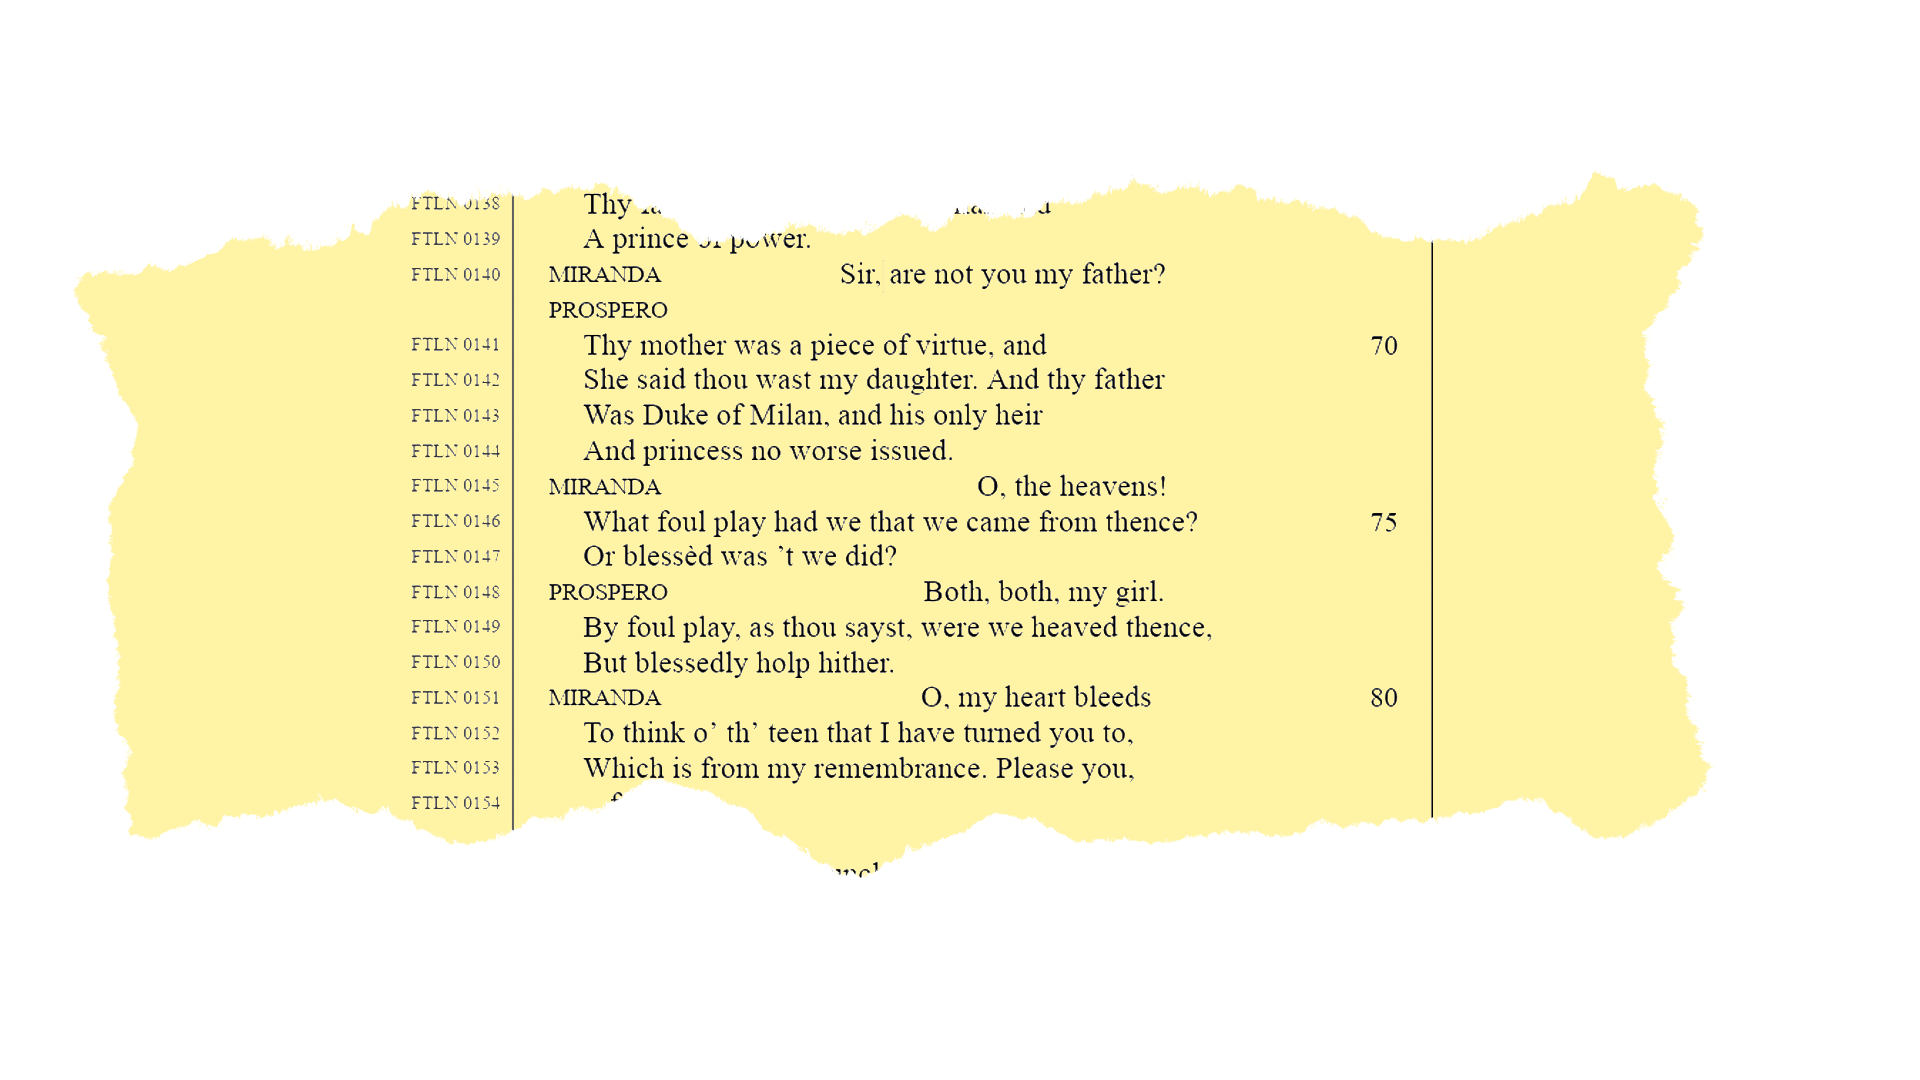 FTLN 0138 Thy
FTLN 0139 A prince of power.
FTLN 0140 MIRANDA Sir, are not you my father?
PROSPERO
FTLN 0141 Thy mother was a piece of virtue, and 70
FTLN 0142 She said thou wast my daughter. And thy father
FTLN 0143 Was Duke of Milan, and his only heir
FTLN 0144 And princess no worse issued.
FTLN 0145 MIRANDA O, the heavens!
FTLN 0146 What foul play had we that we came from thence? 75
FTLN 0147 Or blessèd was ’t we did?
FTLN 0148 PROSPERO Both, both, my girl.
FTLN 0149 By foul play, as thou sayst, were we heaved thence,
FTLN 0150 But blessedly holp hither.
FTLN 0151 MIRANDA O, my heart bleeds 80
FTLN 0152 To think o’ th’ teen that I have turned you to,
FTLN 0153 Which is from my remembrance. Please you,
FTLN 0154